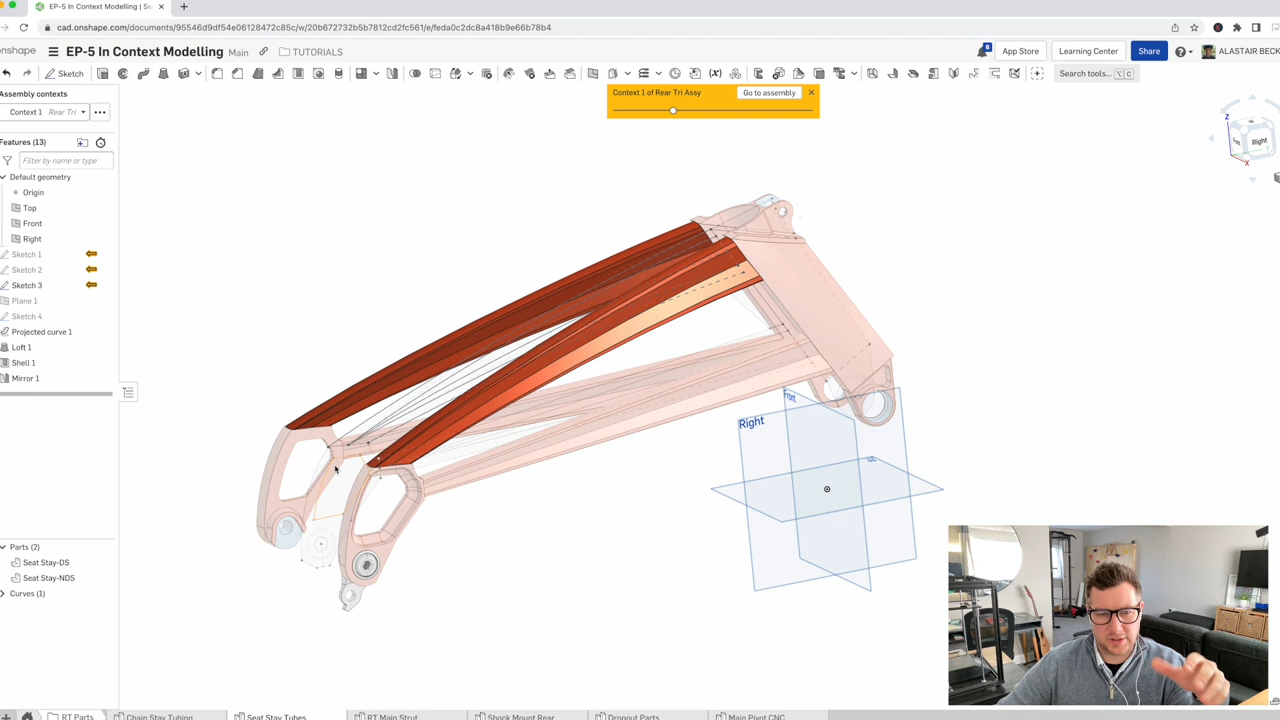 EP-5 In Context Modelling | Se
cad.onshape.com/documents/95546d9df54d06128472c85c/w/20b672732b5b7812cd2fc561/e/feda0c2dc8a418b9e66b78b4
onshape
EP-5 In Context Modelling
Main
TUTORIALS
8
App Store
Learning Center
Share
ALASTAIR BECK
Sketch
Search tools...
C
Assembly contexts
Context 1 Rear Tri
Features (13)
Filter by name or type
Default geometry
Origin
Top
Front
Right
Sketch 1
Sketch 2
Sketch 3
Plane 1
Sketch 4
Projected curve 1
Loft 1
Shell 1
Mirror 1
Parts (2)
Seat Stay-DS
Seat Stay-NDS
Curves (1)
Context 1 of Rear Tri Assy
Go to assembly
Z
Right
X
Front
Right
RT Parts
Chain Stay Tubing
Seat Stay Tubes
RT Main Strut
Shock Mount Rear
Dropout Parts
Main Pivot CNC